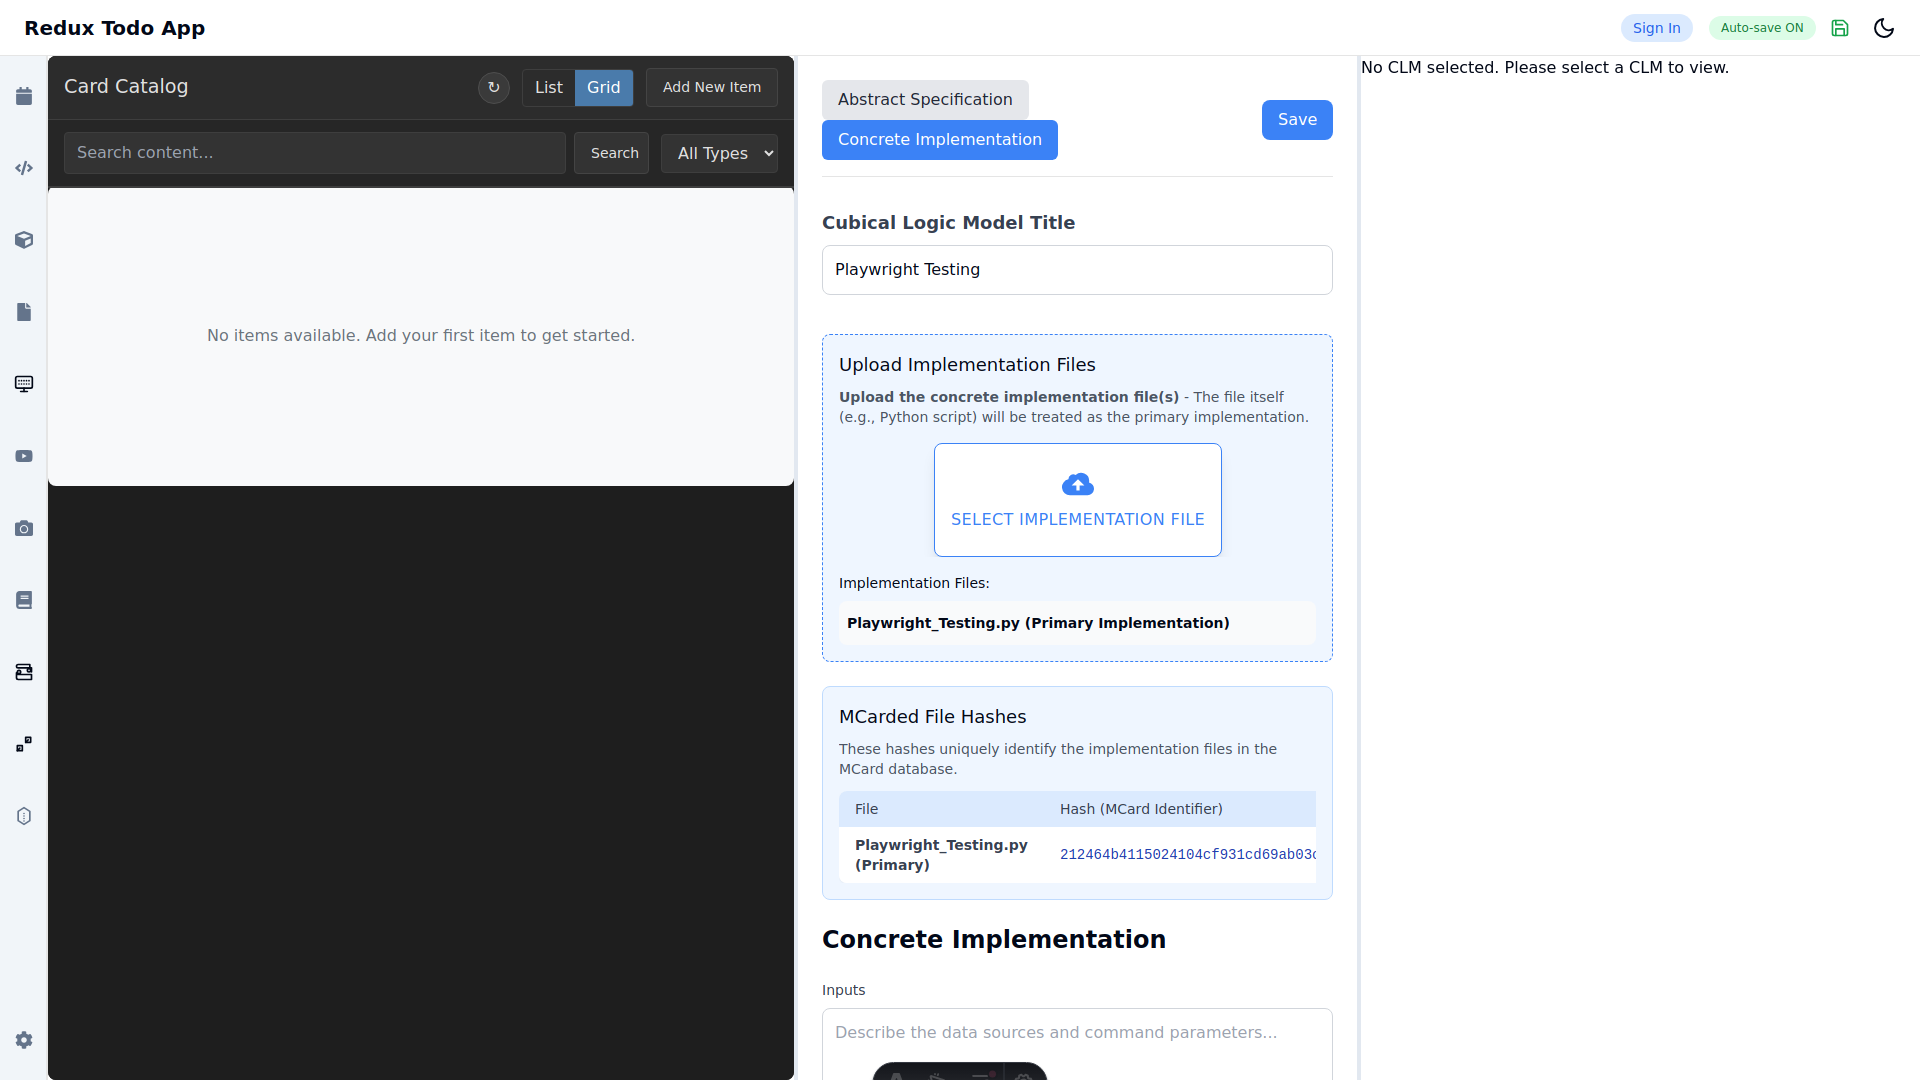 Redux Todo App
Sign In
Auto-save ON
Card Catalog
↻
List
Grid
Add New Item
Search content...
Search
All Types
No items available. Add your first item to get started.
Abstract Specification
Concrete Implementation
Save
Cubical Logic Model Title
Playwright Testing
Upload Implementation Files
Upload the concrete implementation file(s) - The file itself
(e.g., Python script) will be treated as the primary implementation.
SELECT IMPLEMENTATION FILE
Implementation Files:
Playwright_Testing.py (Primary Implementation)
MCarded File Hashes
These hashes uniquely identify the implementation files in the
MCard database.
File
Hash (MCard Identifier)
Playwright_Testing.py
(Primary)
212464b4115024104cf931cd69ab03c
Concrete Implementation
Inputs
Describe the data sources and command parameters...
No CLM selected. Please select a CLM to view.